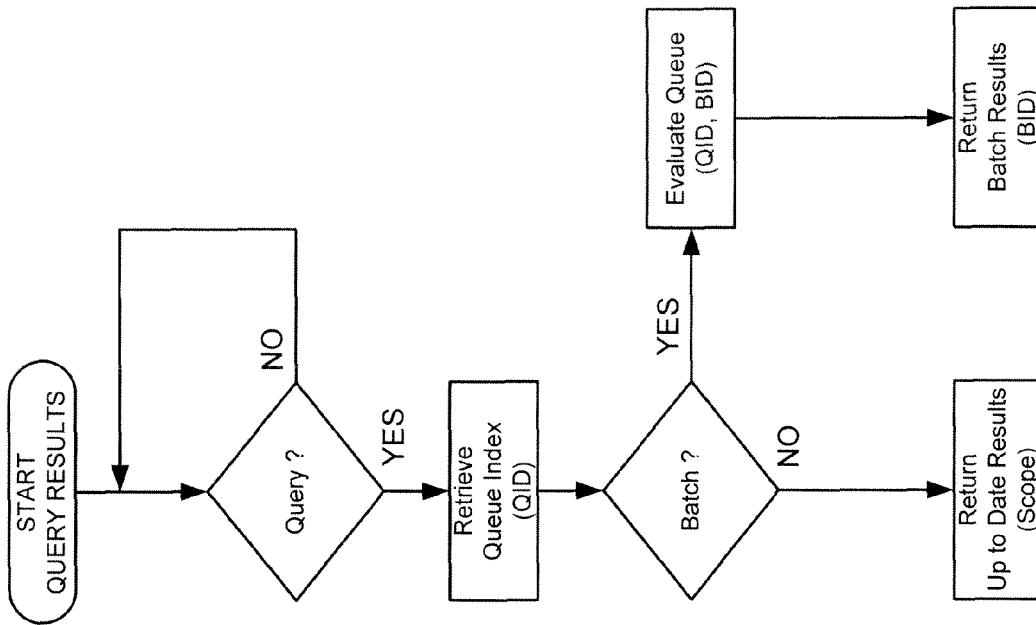 START
QUERY RESULTS
Query ?
NO
YES
Retrieve
Queue Index
(QID)
Batch ?
YES
Evaluate Queue
(QID, BID)
NO
Return
Up to Date Results
(Scope)
Return
Batch Results
(BID)